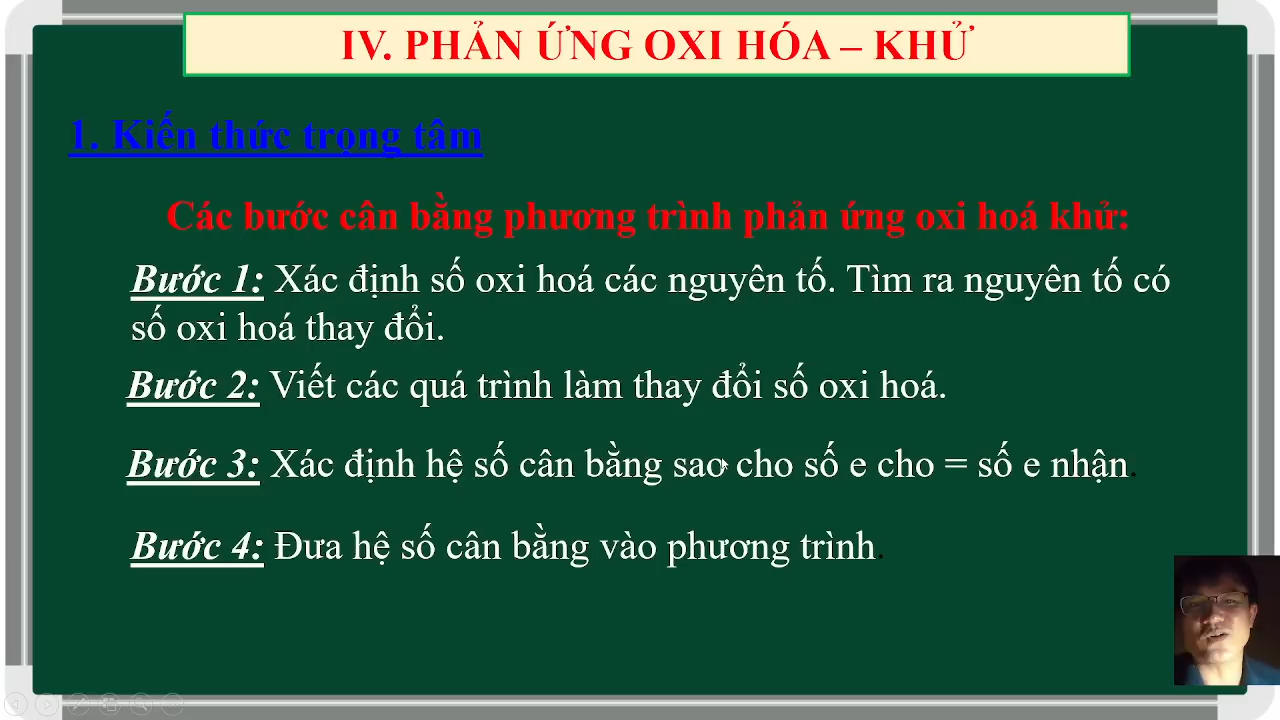 IV. PHẢN ỨNG OXI HÓA – KHỬ
1. Kiến thức trọng tâm
Các bước cân bằng phương trình phản ứng oxi hoá khử:
Bước 1: Xác định số oxi hoá các nguyên tố. Tìm ra nguyên tố có
số oxi hoá thay đổi.
Bước 2: Viết các quá trình làm thay đổi số oxi hoá.
Bước 3: Xác định hệ số cân bằng sao cho số e cho = số e nhận.
Bước 4: Đưa hệ số cân bằng vào phương trình.